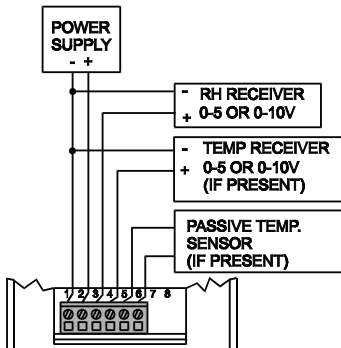 POWER
SUPPLY
- +
- RH RECEIVER
+ 0-5 OR 0-10V
- TEMP RECEIVER
+ 0-5 OR 0-10V
(IF PRESENT)
PASSIVE TEMP.
SENSOR
(IF PRESENT)
1 2 3 4 5 6 7 8